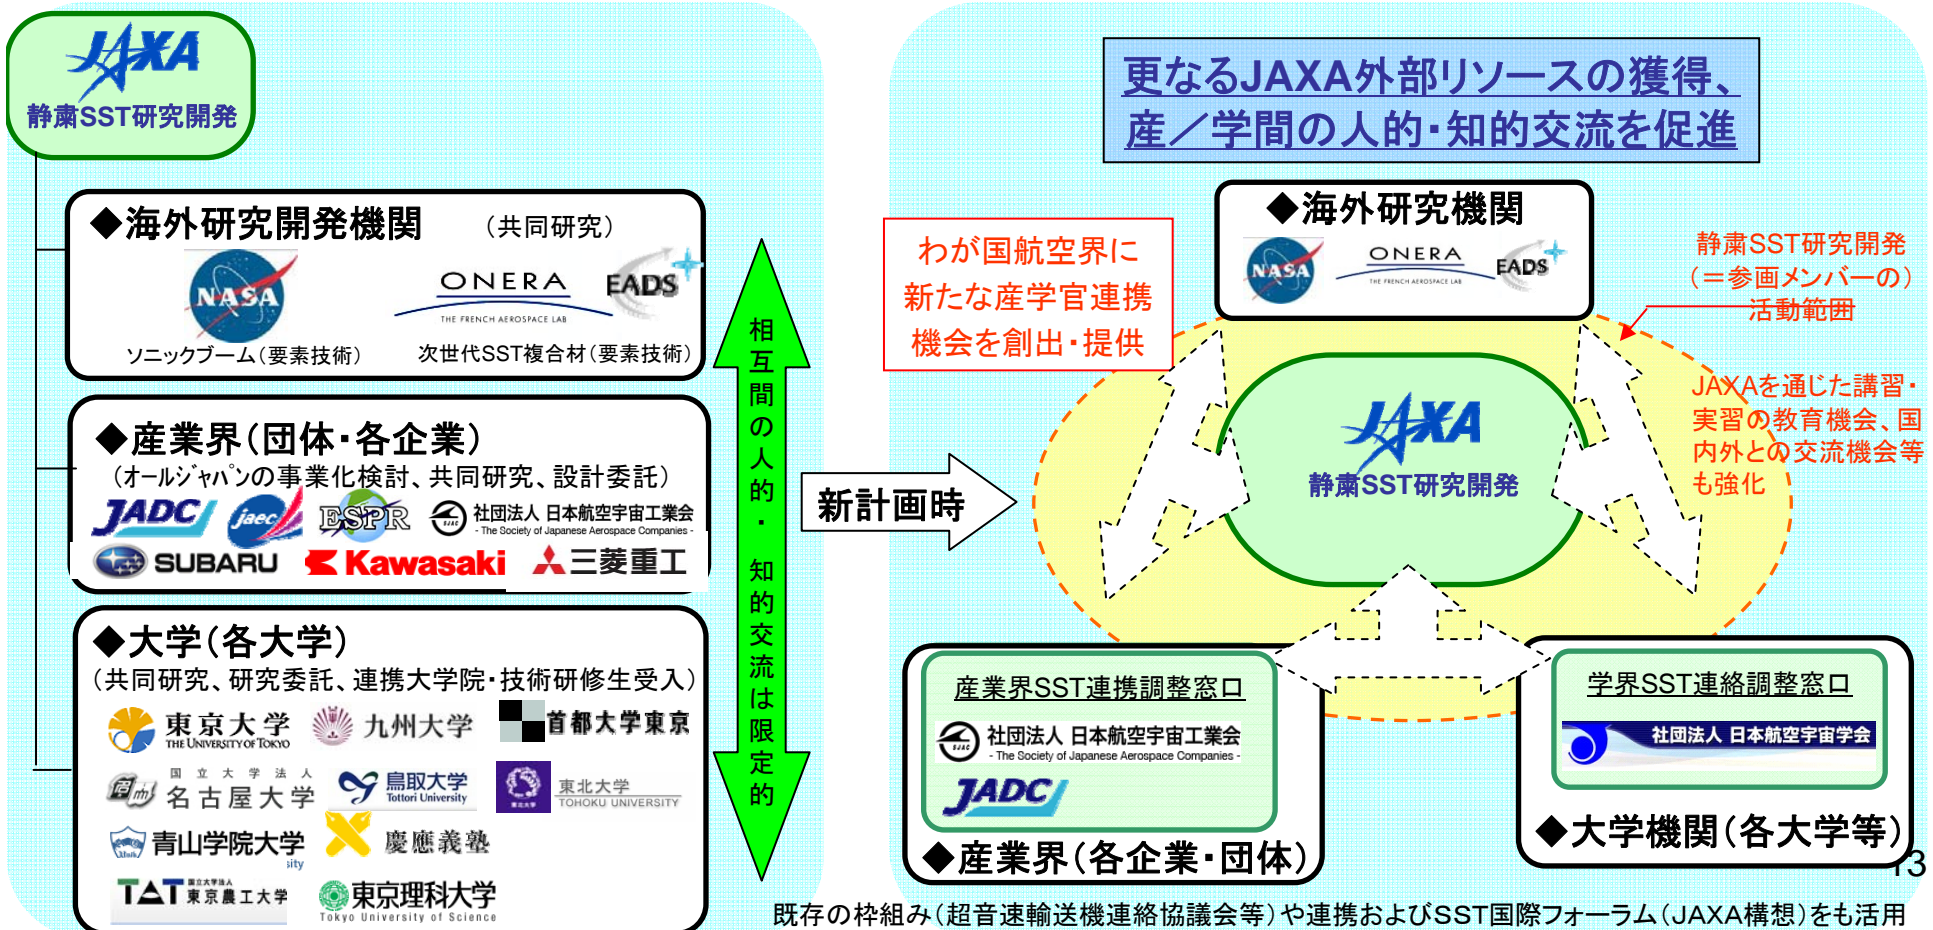 JAXA
静粛SST研究開発
◆海外研究開発機関 (共同研究)
NASA
ONERA
THE FRENCH AEROSPACE LAB
EADS
ソニックブーム(要素技術)
次世代SST複合材(要素技術)
◆産業界(団体・各企業)
(オールジャパンの事業化検討、共同研究、設計委託)
JADC
jaec
ESPR
SJAC
社団法人 日本航空宇宙工業会
- The Society of Japanese Aerospace Companies -
SUBARU
Kawasaki
三菱重工
◆大学(各大学)
(共同研究、研究委託、連携大学院・技術研修生受入)
東京大学
THE UNIVERSITY OF TOKYO
九州大学
首都大学東京
国立大学法人
名古屋大学
鳥取大学
Tottori University
東北大学
TOHOKU UNIVERSITY
青山学院大学
sity
慶應義塾
TAT
国立大学法人
東京農工大学
東京理科大学
Tokyo University of Science
相互間の人的・知的交流は限定的
新計画時
更なるJAXA外部リソースの獲得、
産／学間の人的・知的交流を促進
わが国航空界に
新たな産学官連携
機会を創出・提供
◆海外研究機関
NASA
ONERA
THE FRENCH AEROSPACE LAB
EADS
静粛SST研究開発
(＝参画メンバーの)
活動範囲
JAXAを通じた講習・
実習の教育機会、国
内外との交流機会等
も強化
JAXA
静粛SST研究開発
産業界SST連携調整窓口
SJAC
社団法人 日本航空宇宙工業会
- The Society of Japanese Aerospace Companies -
JADC
◆産業界(各企業・団体)
学界SST連絡調整窓口
社団法人 日本航空宇宙学会
◆大学機関(各大学等)
13
既存の枠組み(超音速輸送機連絡協議会等)や連携およびSST国際フォーラム(JAXA構想)をも活用